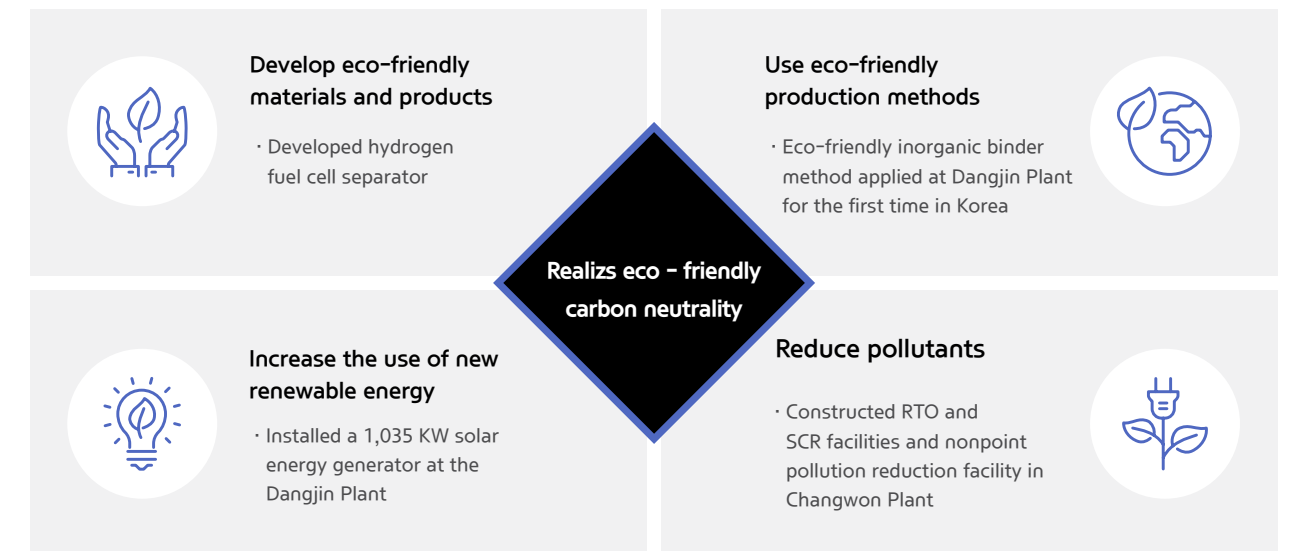 Develop eco-friendly
materials and products
· Developed hydrogen
fuel cell separator
Use eco-friendly
production methods
· Eco-friendly inorganic binder
method applied at Dangjin Plant
for the first time in Korea
Realizs eco - friendly
carbon neutrality
Increase the use of new
renewable energy
· Installed a 1,035 KW solar
energy generator at the
Dangjin Plant
Reduce pollutants
· Constructed RTO and
SCR facilities and nonpoint
pollution reduction facility in
Changwon Plant